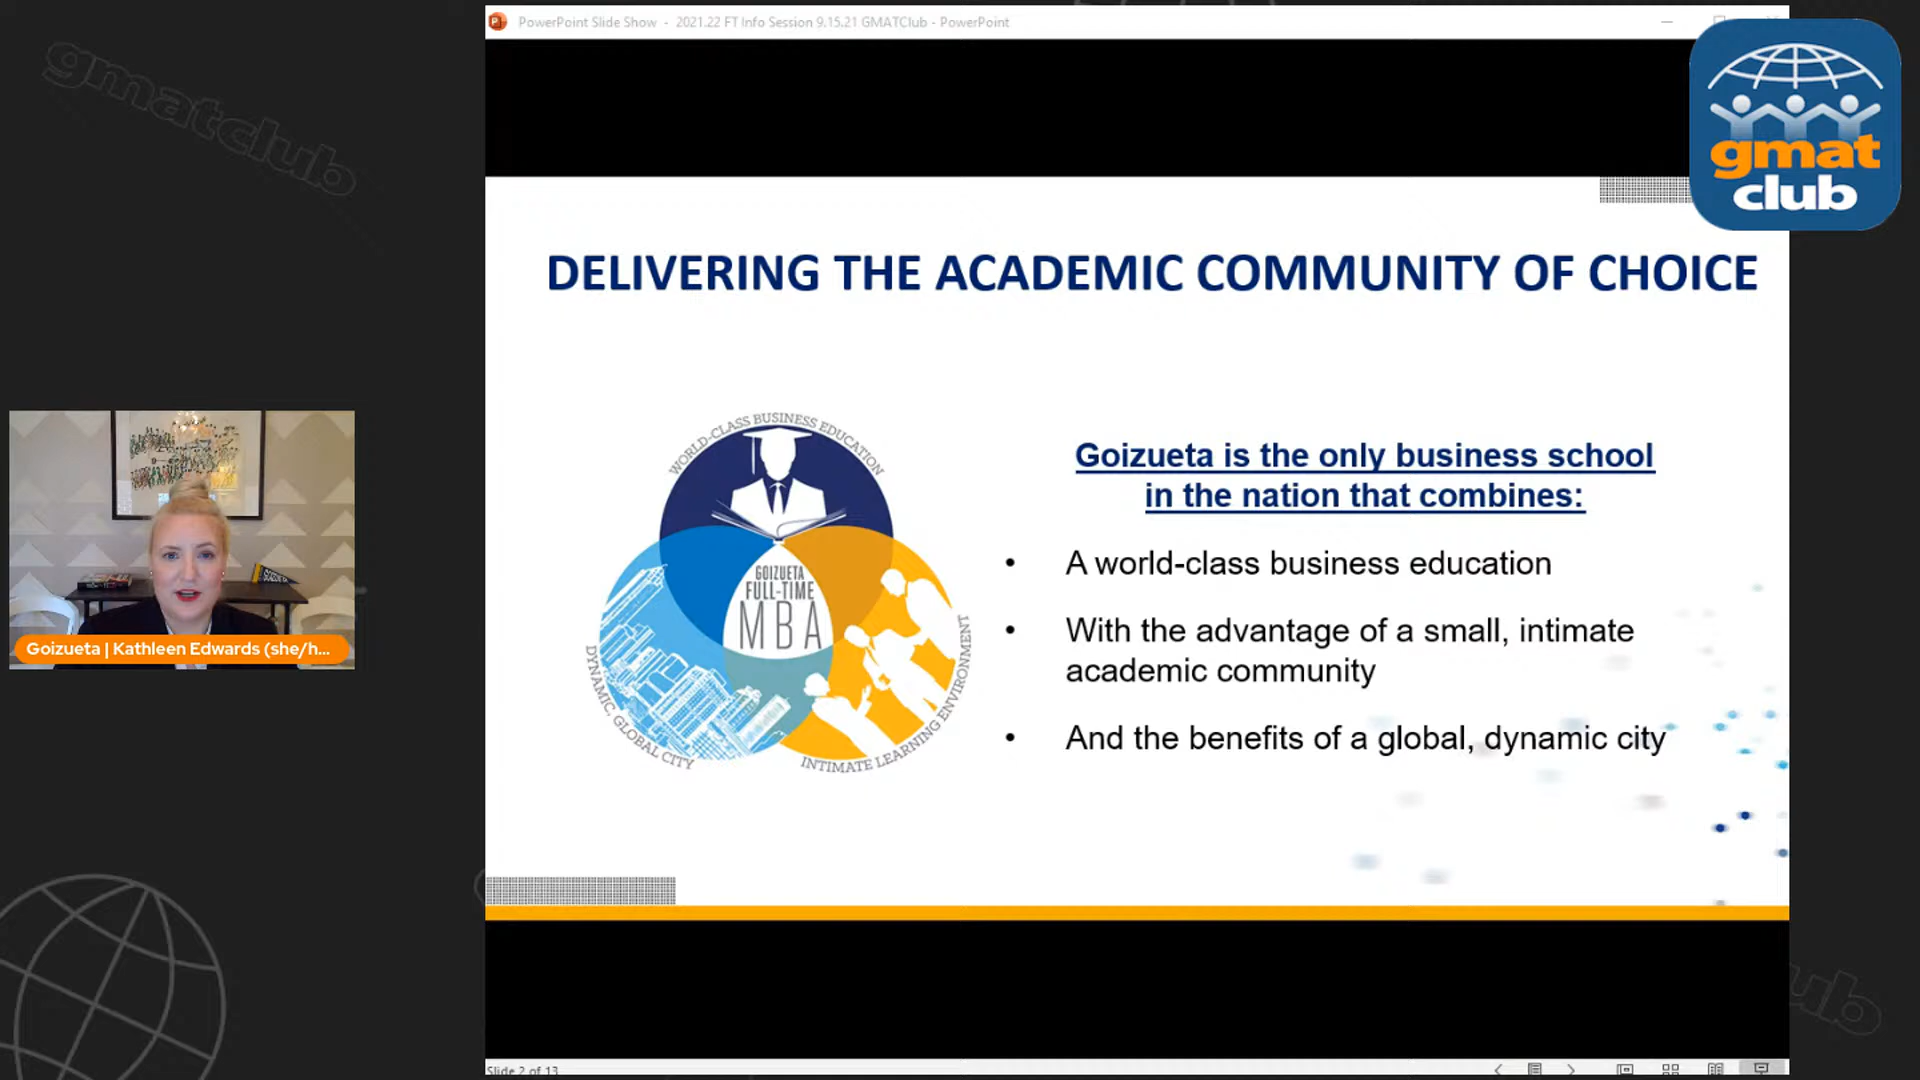 PowerPoint Slide Show - 2021.22 FT Info Session 9.15.21 GMATClub - PowerPoint
gmatclub
gmat
club
DELIVERING THE ACADEMIC COMMUNITY OF CHOICE
WORLD-CLASS BUSINESS EDUCATION
GOIZUETA
FULL-TIME
MBA
DYNAMIC, GLOBAL CITY
INTIMATE LEARNING ENVIRONMENT
Goizueta is the only business school
in the nation that combines:
• A world-class business education
• With the advantage of a small, intimate
academic community
• And the benefits of a global, dynamic city
GOIZUETA
Goizueta | Kathleen Edwards (she/h...
ub
Slide 2 of 13